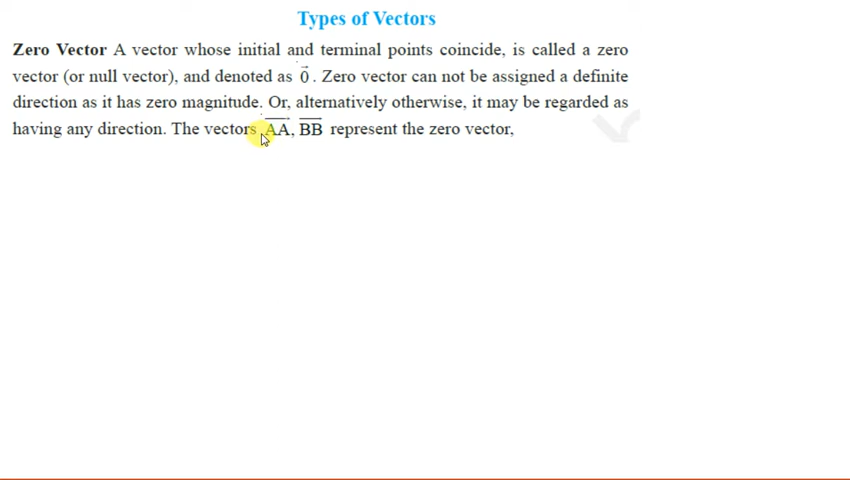 Types of Vectors
Zero Vector A vector whose initial and terminal points coincide, is called a zero
vector (or null vector), and denoted as 0⃗. Zero vector can not be assigned a definite
direction as it has zero magnitude. Or, alternatively otherwise, it may be regarded as
having any direction. The vectors A͞A͞, B͞B͞ represent the zero vector,